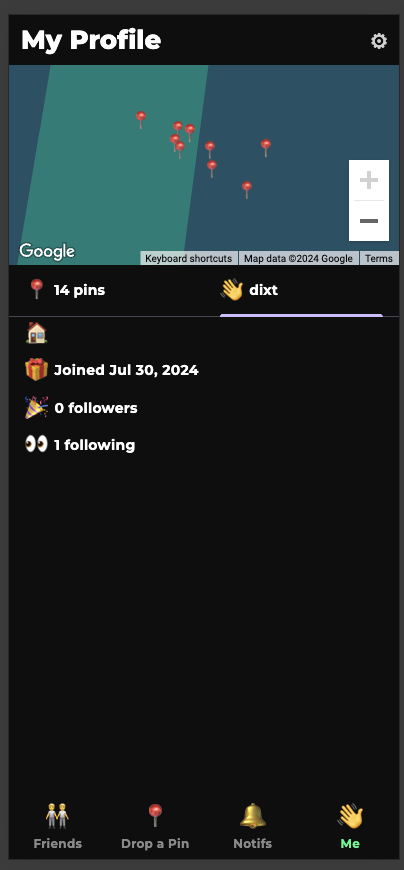 My Profile
Google
Keyboard shortcuts
Map data ©2024 Google
Terms
14 pins
dixt
Joined Jul 30, 2024
0 followers
1 following
Friends
Drop a Pin
Notifs
Me